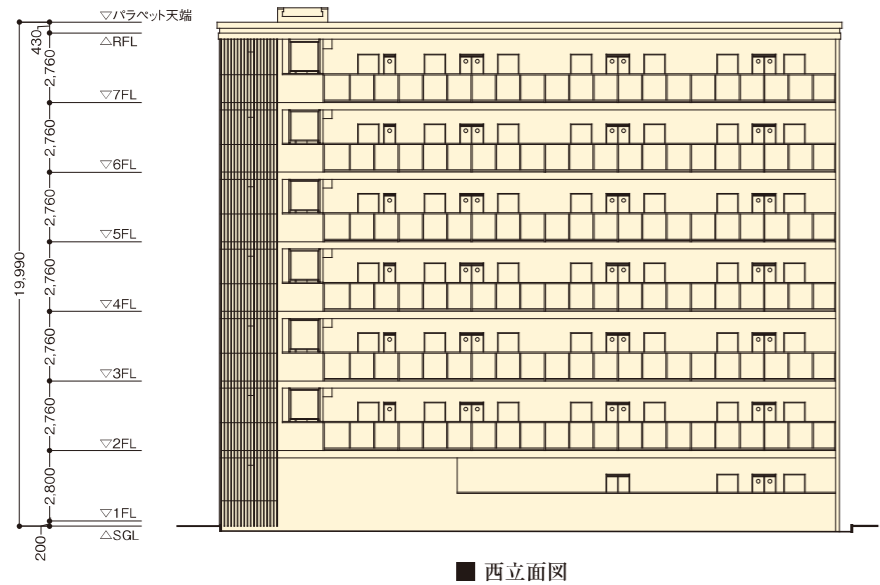 ▽パラペット天端
430
△RFL
2,760
▽7FL
2,760
▽6FL
2,760
▽5FL
2,760
19,990
▽4FL
2,760
▽3FL
2,760
▽2FL
2,800
▽1FL
200
△SGL
■ 西立面図